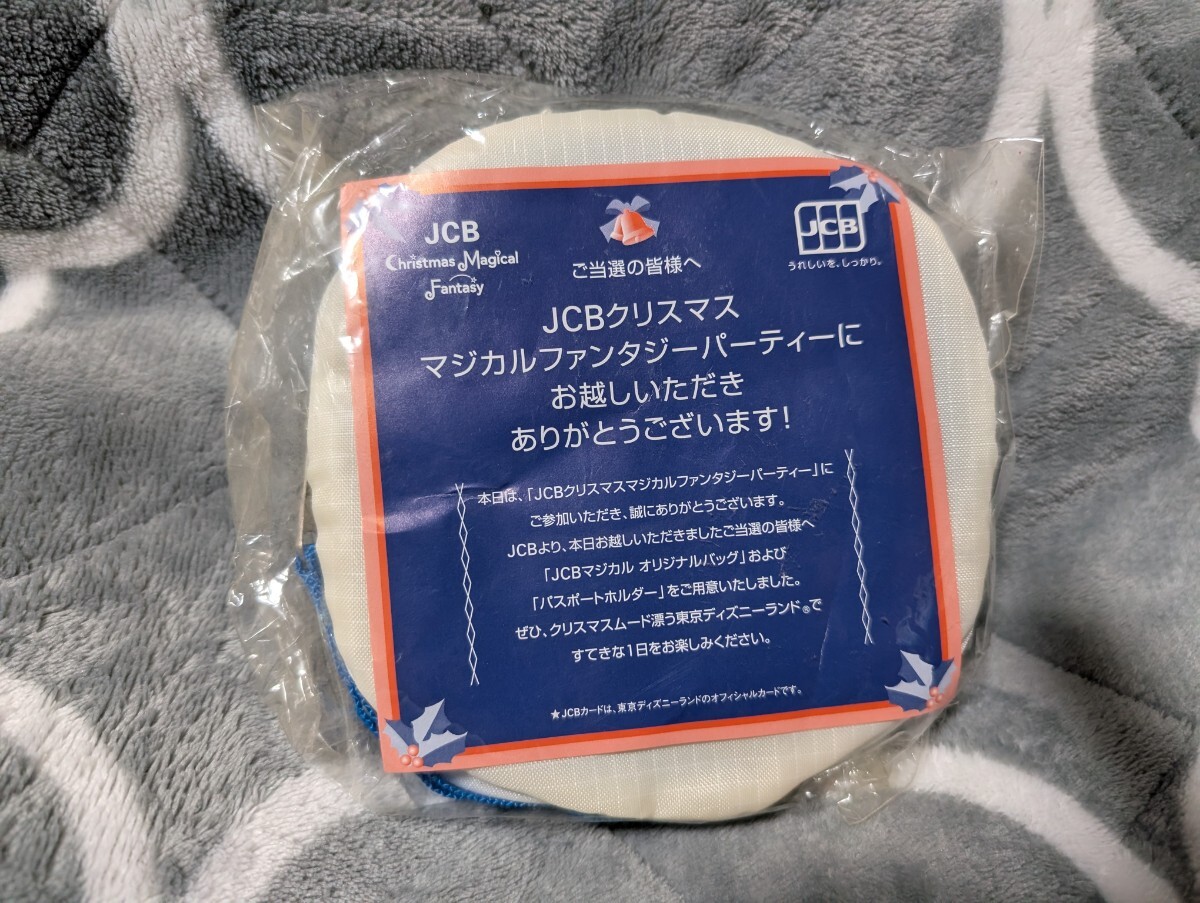 JCB
Christmas Magical
Fantasy
JCB
うれしいを、しっかり。
ご当選の皆様へ
JCBクリスマス
マジカルファンタジーパーティーに
お越しいただき
ありがとうございます!
本日は、「JCBクリスマスマジカルファンタジーパーティー」に
ご参加いただき、誠にありがとうございます。
JCBより、本日お越しいただきましたご当選の皆様へ
「JCBマジカル オリジナルバッグ」および
「パスポートホルダー」をご用意いたしました。
ぜひ、クリスマスムード漂う東京ディズニーランド®で
すてきな1日をお楽しみください。
★JCBカードは、東京ディズニーランドのオフィシャルカードです。